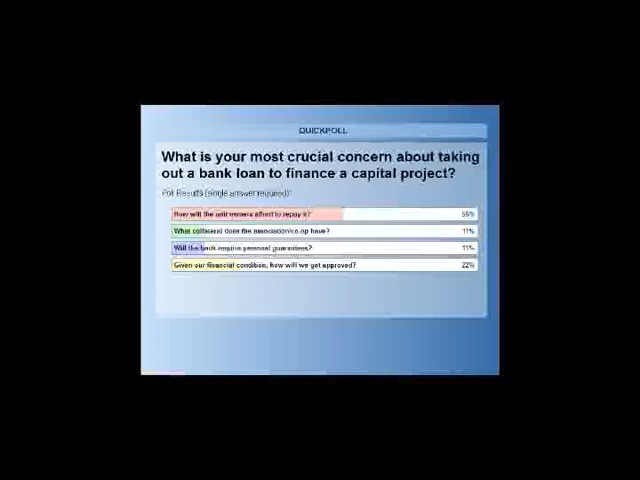 QUICKPOLL
What is your most crucial concern about taking
out a bank loan to finance a capital project?
Poll Results (single answer required):
How will the unit owners afford to repay it? 56%
What collateral does the association/co-op have? 11%
Will the bank require personal guarantees? 11%
Given our financial condition, how will we get approved? 22%